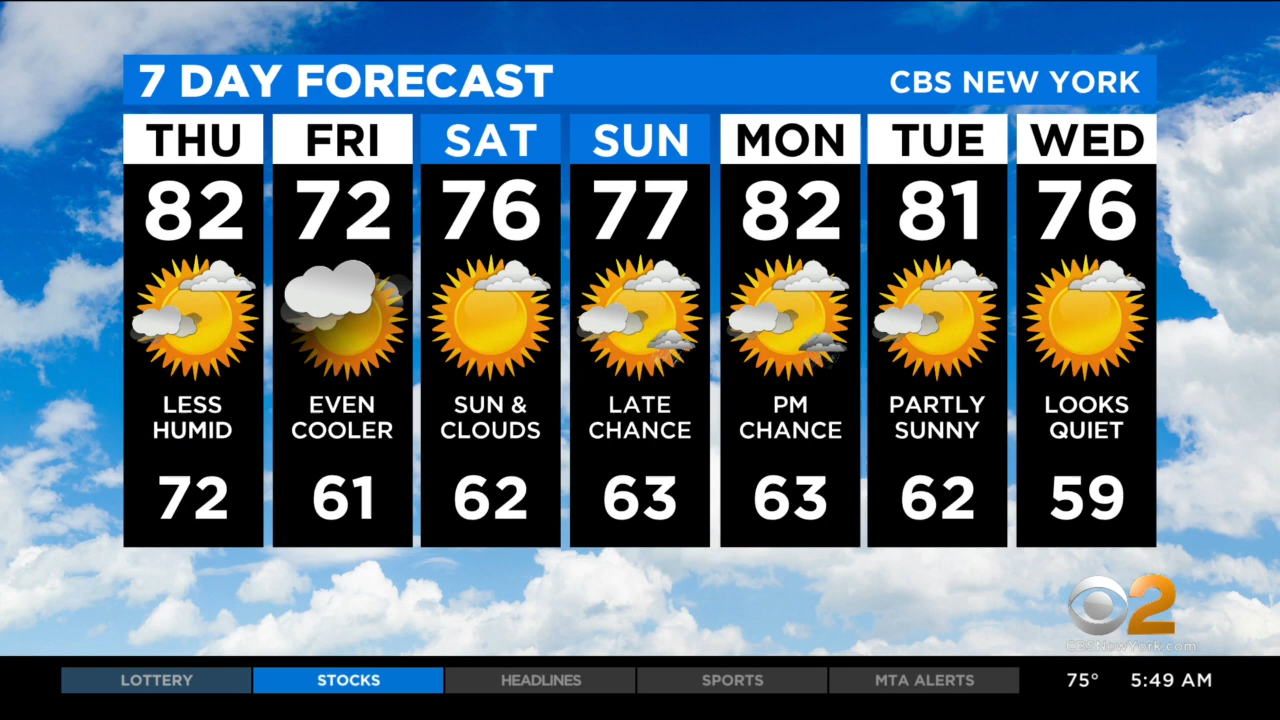 7 DAY FORECAST
CBS NEW YORK
THU
FRI
SAT
SUN
MON
TUE
WED
82
72
76
77
82
81
76
LESS
HUMID
EVEN
COOLER
SUN &
CLOUDS
LATE
CHANCE
PM
CHANCE
PARTLY
SUNNY
LOOKS
QUIET
72
61
62
63
63
62
59
2
CBSNewYork.com
LOTTERY
STOCKS
HEADLINES
SPORTS
MTA ALERTS
75°
5:49 AM